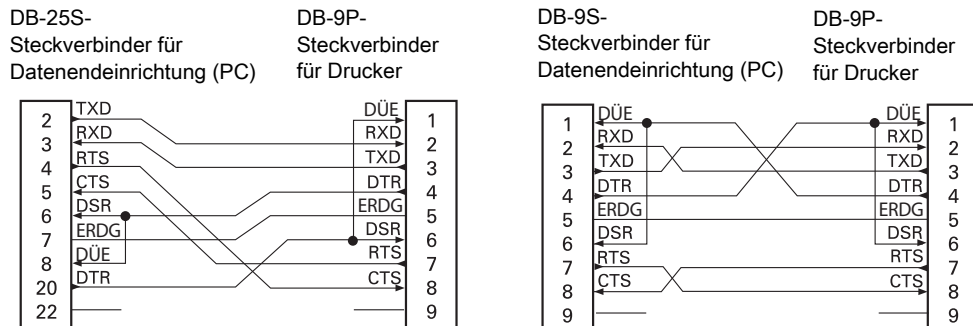 DB-25S-
Steckverbinder für
Datenendeinrichtung (PC)
DB-9P-
Steckverbinder
für Drucker
2 TXD DÜE 1
3 RXD RXD 2
4 RTS TXD 3
5 CTS DTR 4
6 DSR ERDG 5
7 ERDG DSR 6
8 DÜE RTS 7
20 DTR CTS 8
22 9
DB-9S-
Steckverbinder für
Datenendeinrichtung (PC)
DB-9P-
Steckverbinder
für Drucker
1 DÜE DÜE 1
2 RXD RXD 2
3 TXD TXD 3
4 DTR DTR 4
5 ERDG ERDG 5
6 DSR DSR 6
7 RTS RTS 7
8 CTS CTS 8
9 9